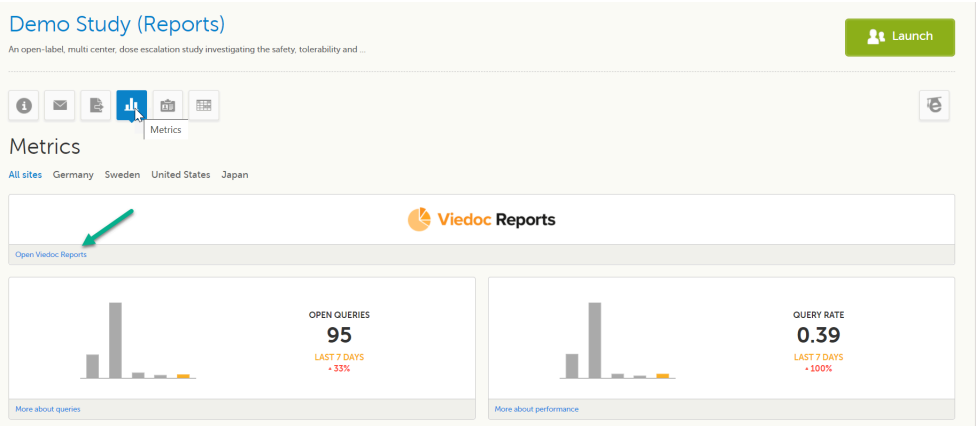 Demo Study (Reports)
An open-label, multi center, dose escalation study investigating the safety, tolerability and ...
Launch
Metrics
Metrics
All sites Germany Sweden United States Japan
Viedoc Reports
Open Viedoc Reports
OPEN QUERIES
95
LAST 7 DAYS
33%
More about queries
QUERY RATE
0.39
LAST 7 DAYS
100%
More about performance